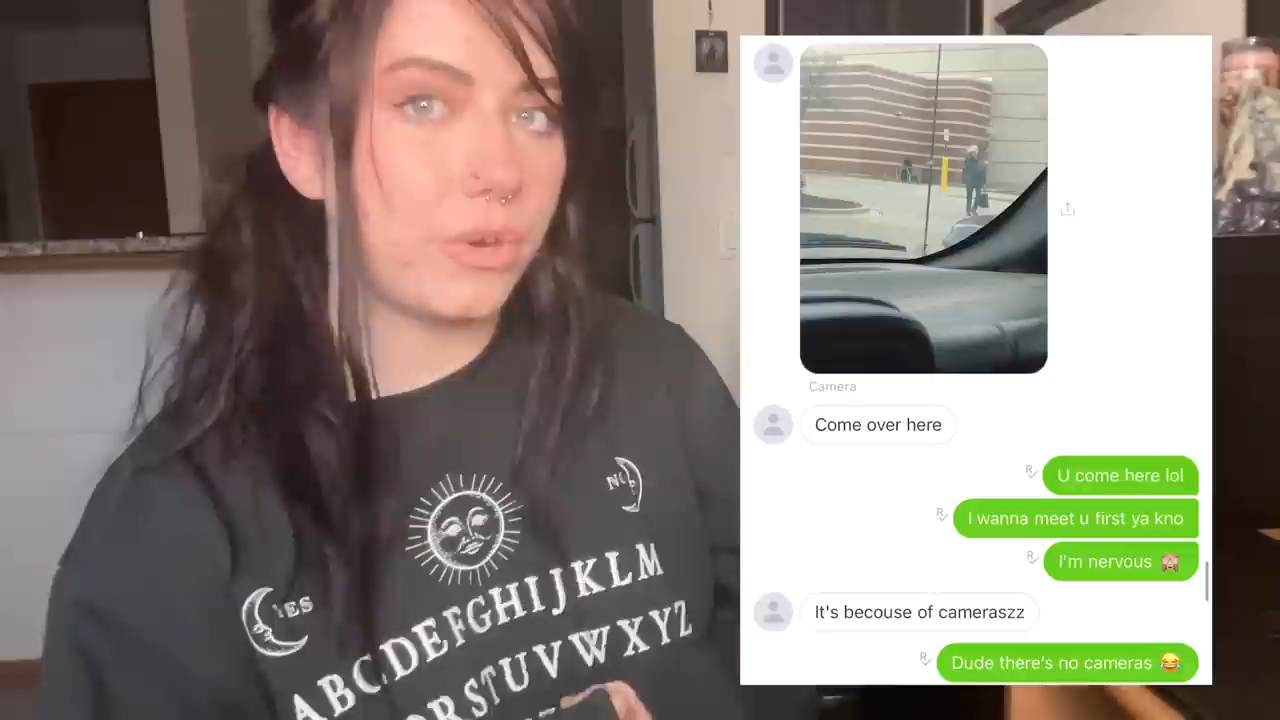 YES
NO
ABCDEFGHIJKLM
ORSTUVWXYZ
Camera
Come over here
U come here lol
I wanna meet u first ya kno
I'm nervous 🙈
It's becouse of cameraszz
Dude there's no cameras 😂
R
R
R
R